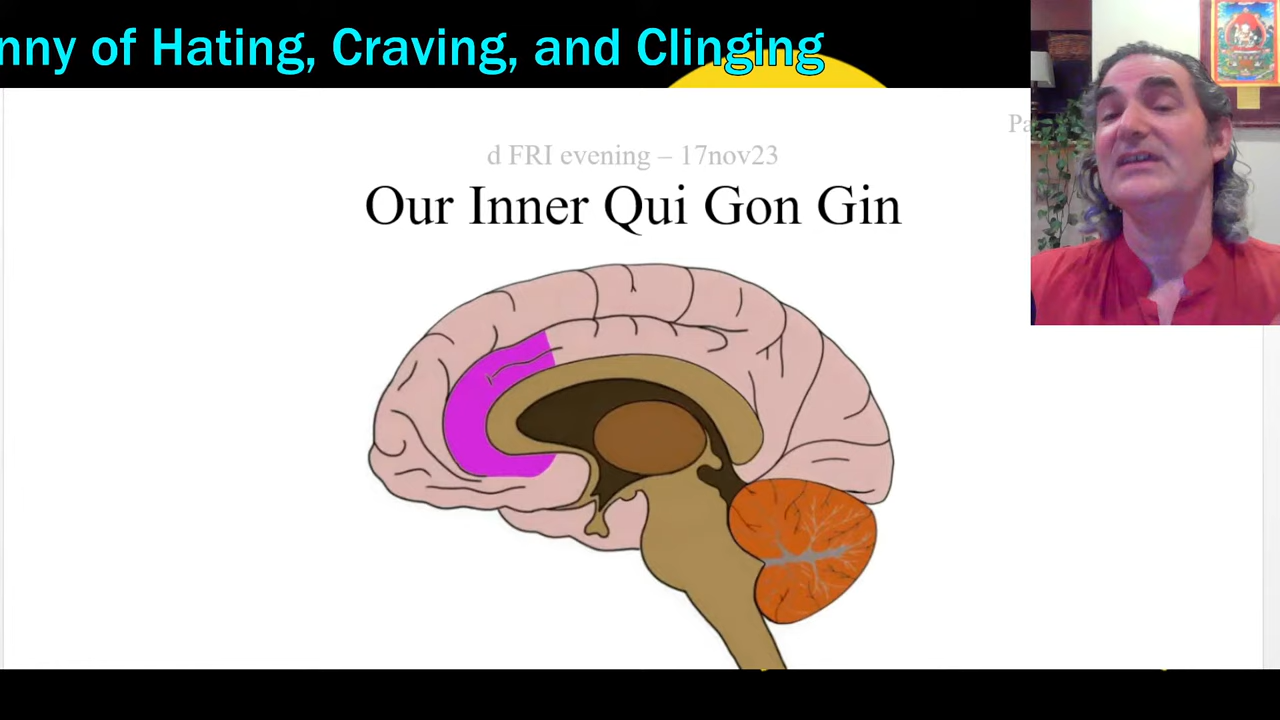 nny of Hating, Craving, and Clinging
d FRI evening – 17nov23
Our Inner Qui Gon Gin